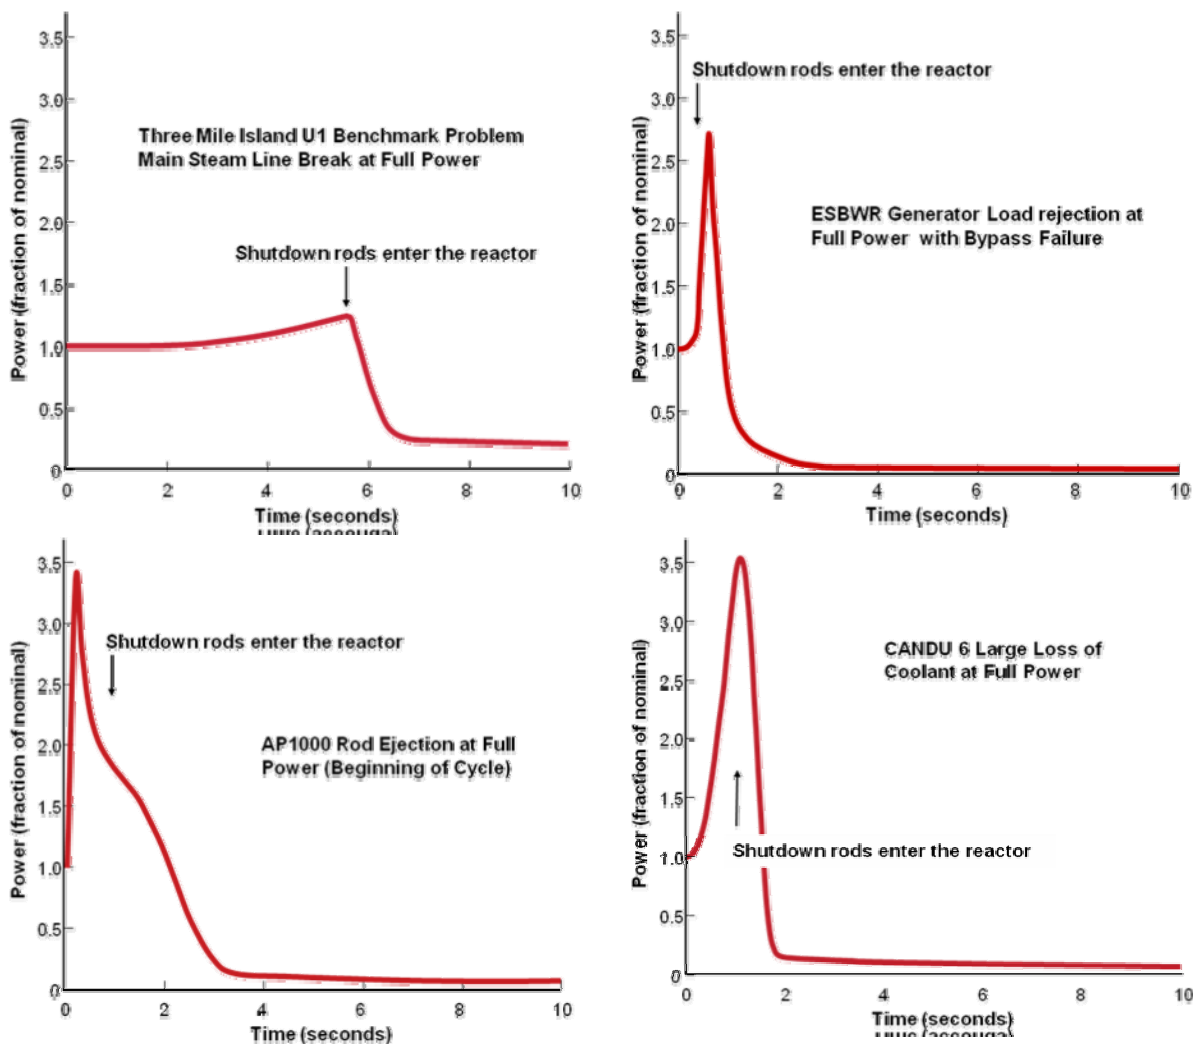 3.5
3.0
2.5
2.0
1.5
1.0
0.5
0
Power (fraction of nominal)
Three Mile Island U1 Benchmark Problem
Main Steam Line Break at Full Power
Shutdown rods enter the reactor
0 2 4 6 8 10
Time (seconds)
3.5
3.0
2.5
2.0
1.5
1.0
0.5
0
Power (fraction of nominal)
Shutdown rods enter the reactor
ESBWR Generator Load rejection at
Full Power with Bypass Failure
0 2 4 6 8 10
Time (seconds)
3.5
3.0
2.5
2.0
1.5
1.0
0.5
0
Power (fraction of nominal)
Shutdown rods enter the reactor
AP1000 Rod Ejection at Full
Power (Beginning of Cycle)
0 2 4 6 8 10
Time (seconds)
3.5
3.0
2.5
2.0
1.5
1.0
0.5
0
Power (fraction of nominal)
CANDU 6 Large Loss of
Coolant at Full Power
Shutdown rods enter the reactor
0 2 4 6 8 10
Time (seconds)